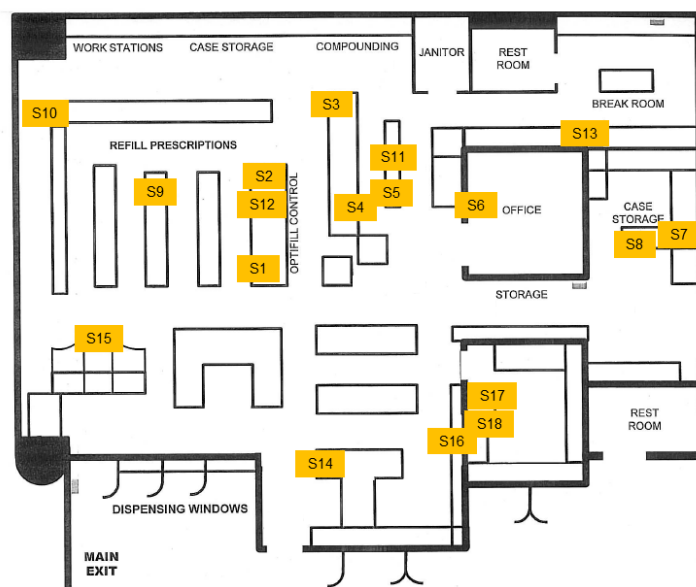 WORK STATIONS
CASE STORAGE
COMPOUNDING
JANITOR
REST
ROOM
BREAK ROOM
S10
S3
S13
REFILL PRESCRIPTIONS
S11
S2
S9
S12
S5
S4
S6
OFFICE
CASE
STORAGE
S7
S8
OPTIFILL CONTROL
S1
STORAGE
S15
S17
S18
S16
REST
ROOM
S14
DISPENSING WINDOWS
MAIN
EXIT